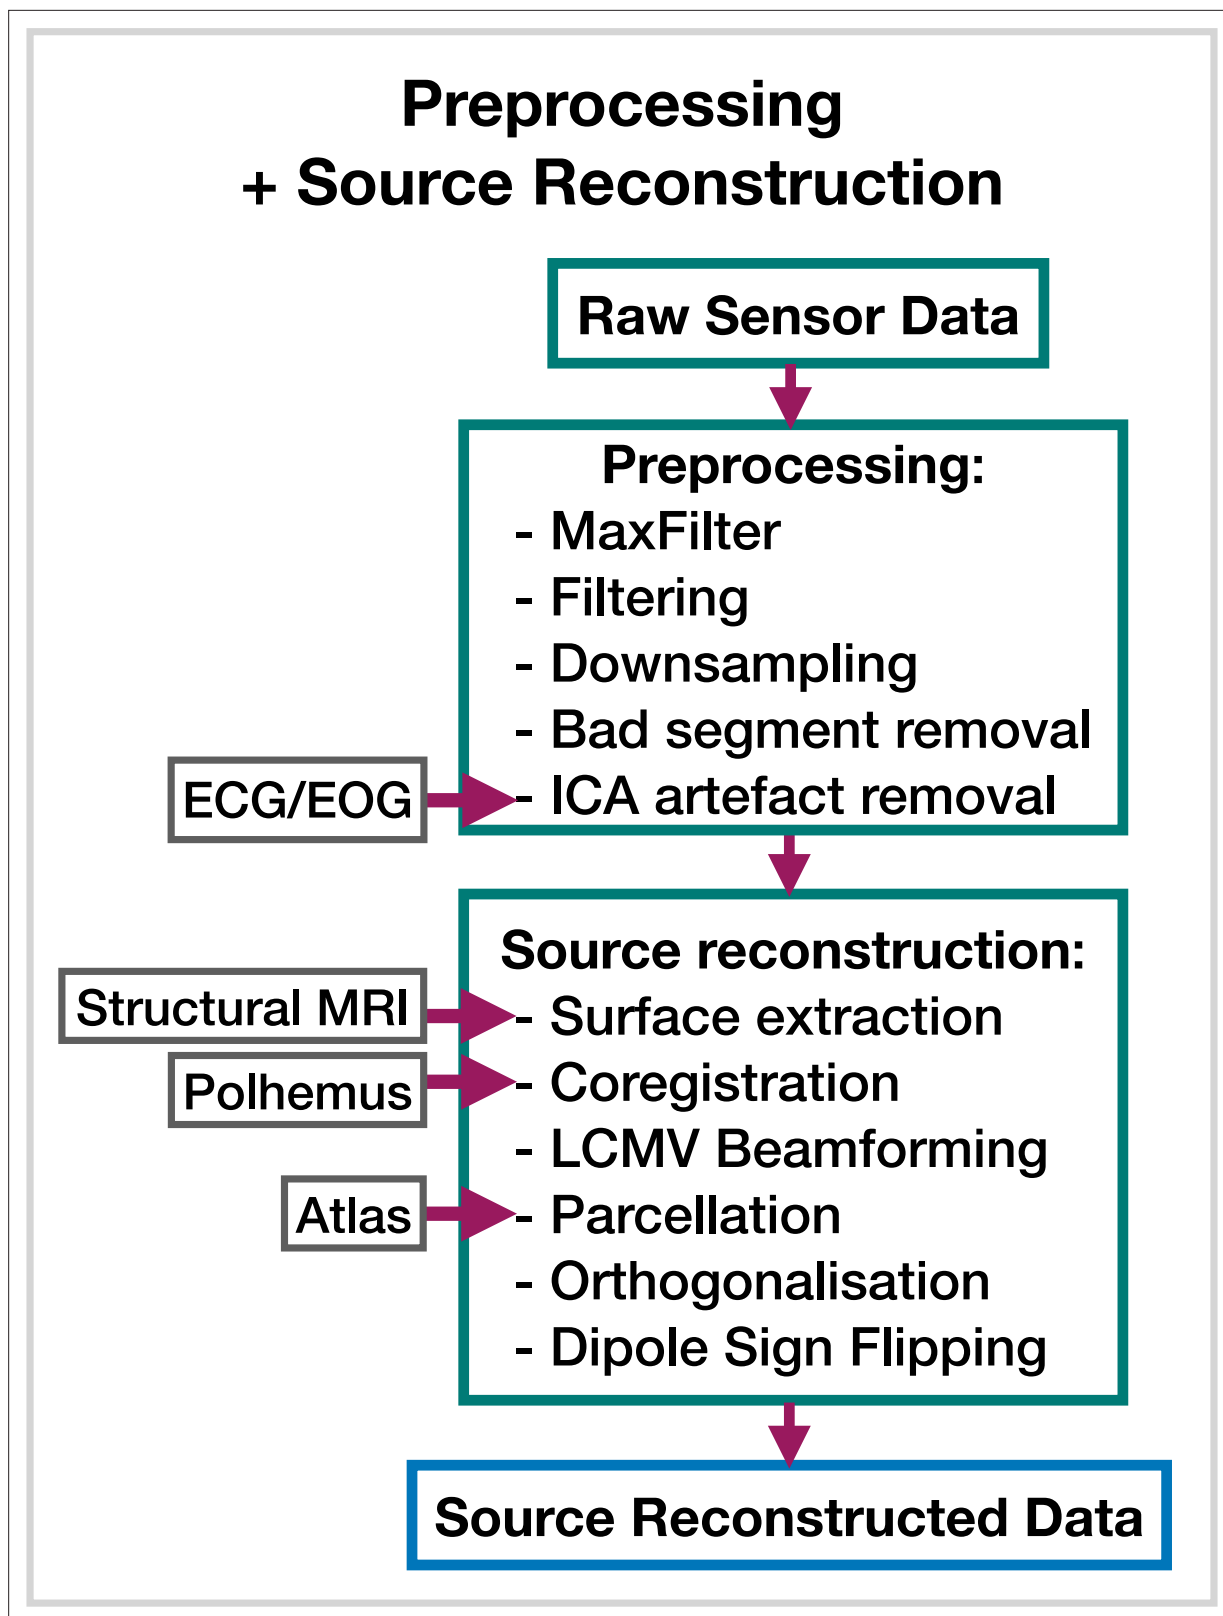 Preprocessing
+ Source Reconstruction
Raw Sensor Data
Preprocessing:
- MaxFilter
- Filtering
- Downsampling
- Bad segment removal
ECG/EOG
- ICA artefact removal
Source reconstruction:
Structural MRI
- Surface extraction
Polhemus
- Coregistration
- LCMV Beamforming
Atlas
- Parcellation
- Orthogonalisation
- Dipole Sign Flipping
Source Reconstructed Data